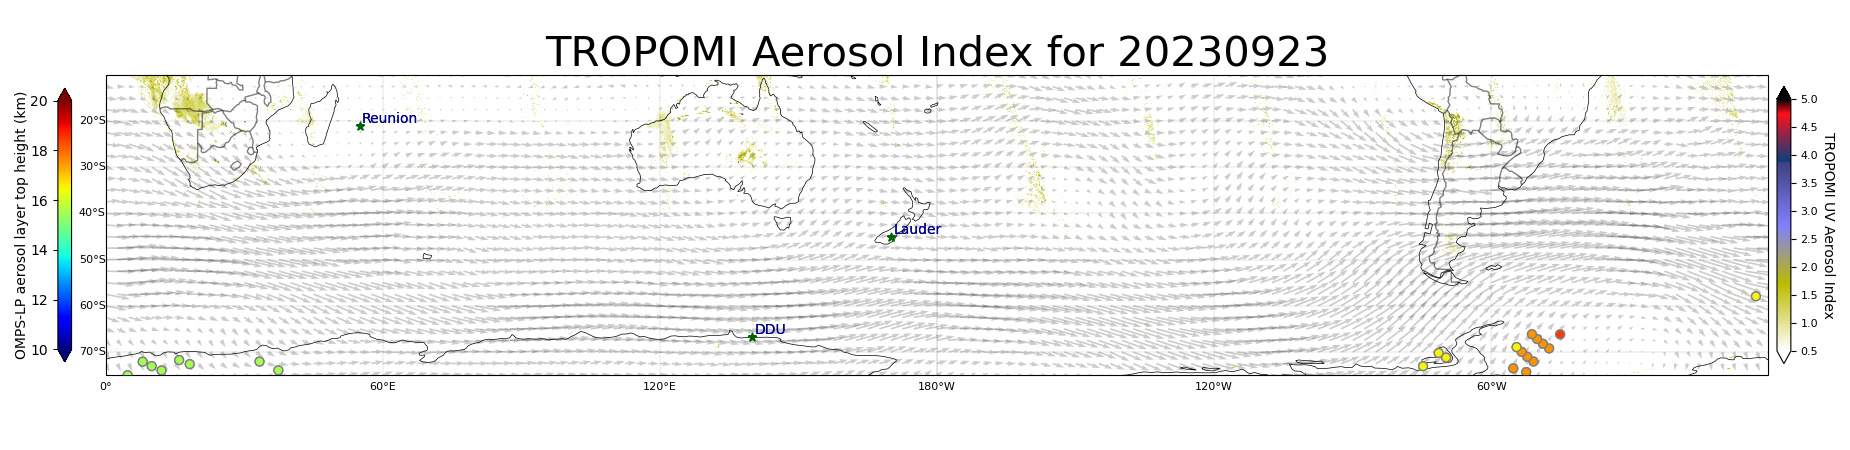 TROPOMI Aerosol Index for 20230923
OMPS-LP aerosol layer top height (km)
20
18
16
14
12
10
20°S
30°S
40°S
50°S
60°S
70°S
Reunion
Lauder
DDU
0°
60°E
120°E
180°W
120°W
60°W
5.0
4.5
4.0
3.5
3.0
2.5
2.0
1.5
1.0
0.5
TROPOMI UV Aerosol Index